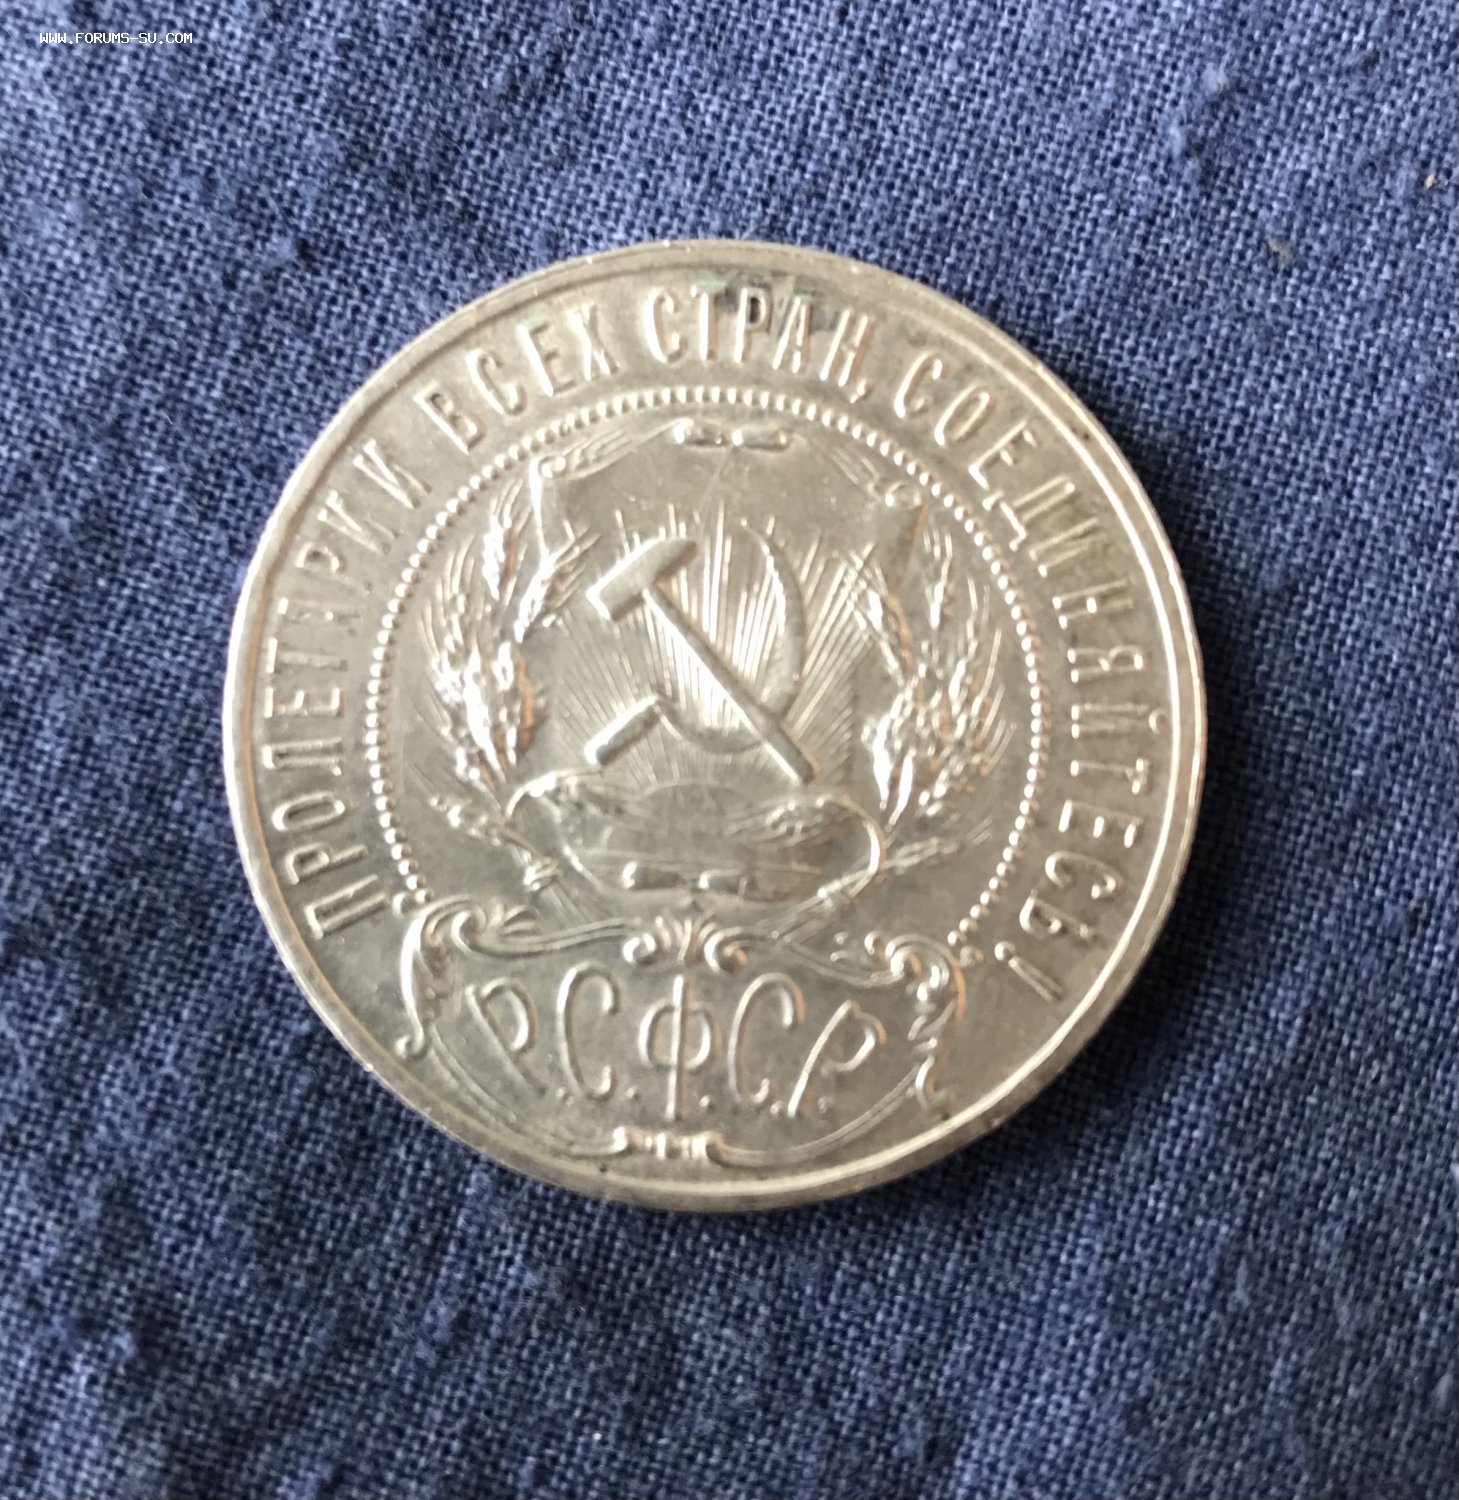 WWW.FORUMS-SU.COM
ПРОЛЕТАРИИ ВСЕХ СТРАН, СОЕДИНЯЙТЕСЬ!
Р.С.Ф.С.Р.